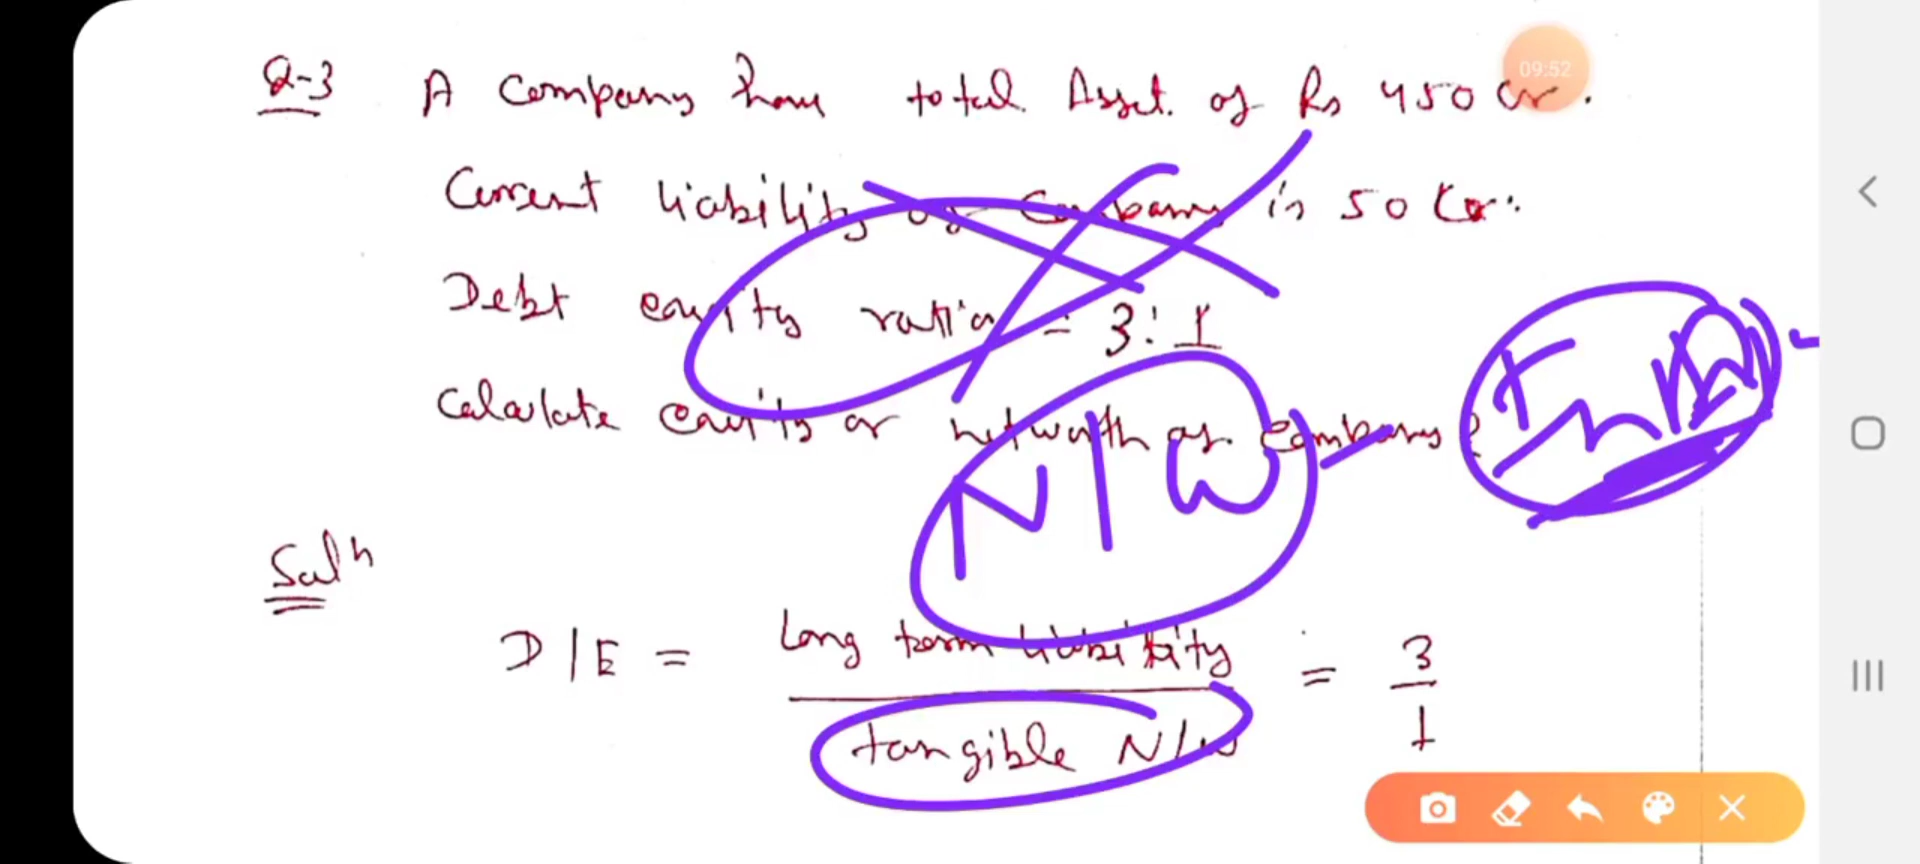 Q-3 A Company have total Asset of Rs 450 Cr.
09:52
Current liability of Company is 50 Cr.
Debt equity ratio = 3:1
Calculate equity or networth of company ?
N/W
Solⁿ
D/E = Long term liability / tangible N/W = 3/1